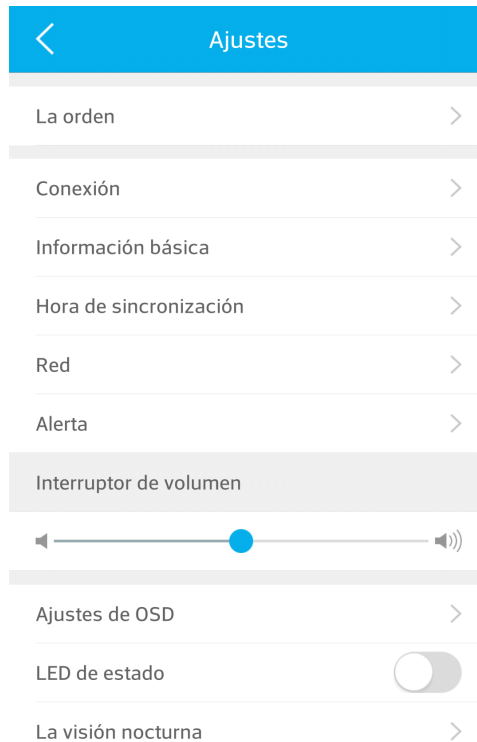 Ajustes
La orden
Conexión
Información básica
Hora de sincronización
Red
Alerta
Interruptor de volumen
Ajustes de OSD
LED de estado
La visión nocturna